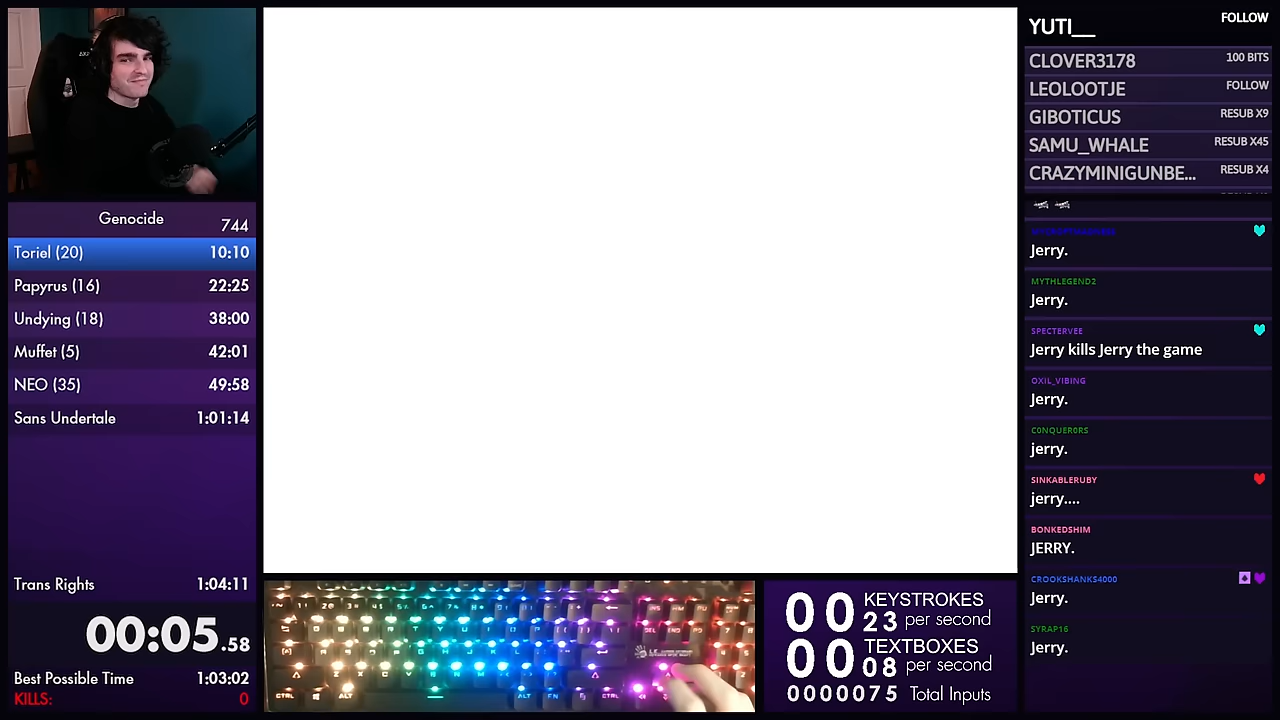 Genocide
744
Toriel (20) 10:10
Papyrus (16) 22:25
Undying (18) 38:00
Muffet (5) 42:01
NEO (35) 49:58
Sans Undertale 1:01:14
Trans Rights 1:04:11
00:05.58
Best Possible Time 1:03:02
KILLS: 0
00 23 KEYSTROKES per second
00 08 TEXTBOXES per second
0000075 Total Inputs
YUTI__ FOLLOW
CLOVER3178 100 BITS
LEOLOOTJE FOLLOW
GIBOTICUS RESUB X9
SAMU_WHALE RESUB X45
CRAZYMINIGUNBE... RESUB X4
Jerry.
MYTHLEGEND2
Jerry.
SPECTERVEE
Jerry kills Jerry the game
OXIL_VIBING
Jerry.
C0NQUER0RS
jerry.
SINKABLERUBY
jerry....
BONKEDSHIM
JERRY.
CROOKSHANKS4000
Jerry.
SYRAP16
Jerry.